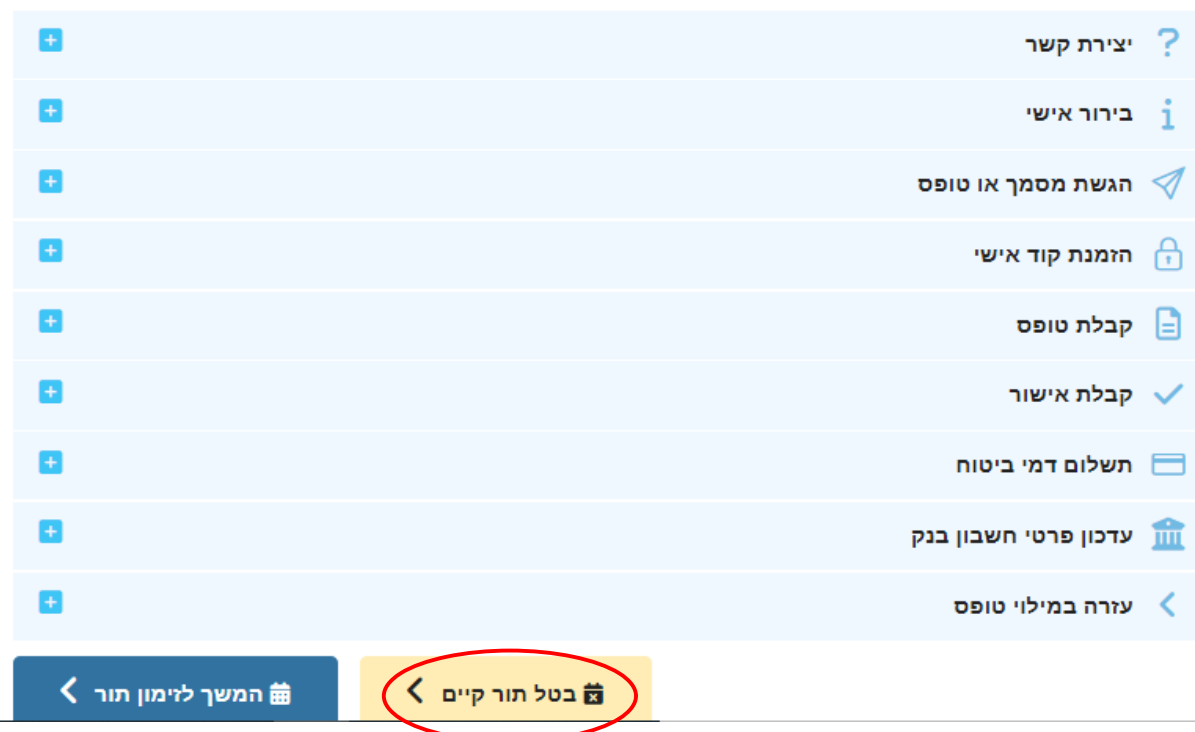 יצירת קשר
בירור אישי
הגשת מסמך או טופס
הזמנת קוד אישי
קבלת טופס
קבלת אישור
תשלום דמי ביטוח
עדכון פרטי חשבון בנק
עזרה במילוי טופס
בטל תור קיים
המשך לזימון תור